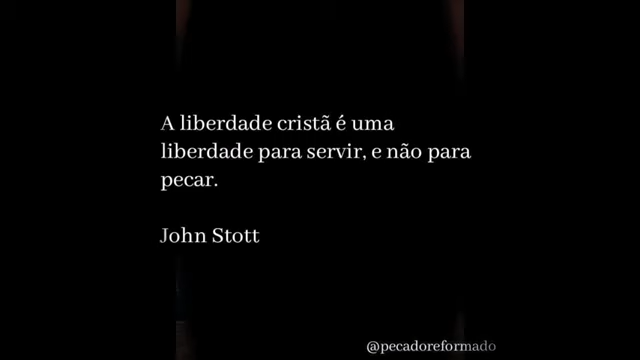 A liberdade cristã é uma
liberdade para servir, e não para
pecar.
John Stott
@pecadoreformado